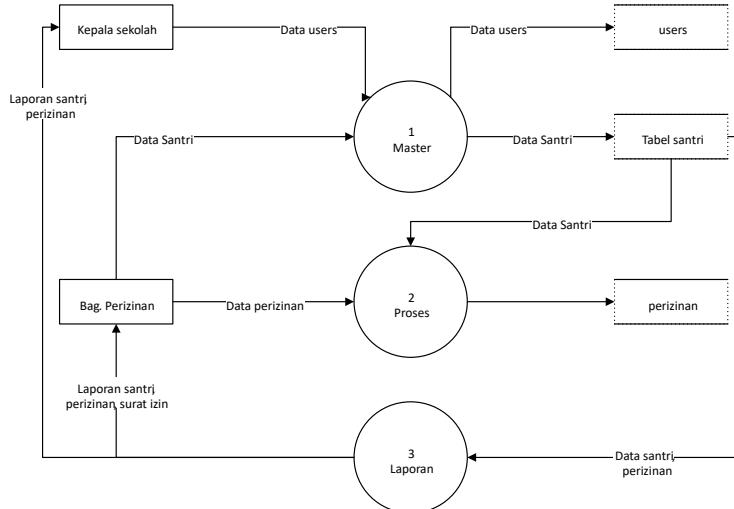 Kepala sekolah
Data users
Data users
users
Laporan santri,
perizinan
1
Master
Data Santri
Data Santri
Tabel santri
Data Santri
2
Proses
Bag. Perizinan
Data perizinan
perizinan
Laporan santri,
perizinan, surat izin
3
Laporan
Data santri,
perizinan